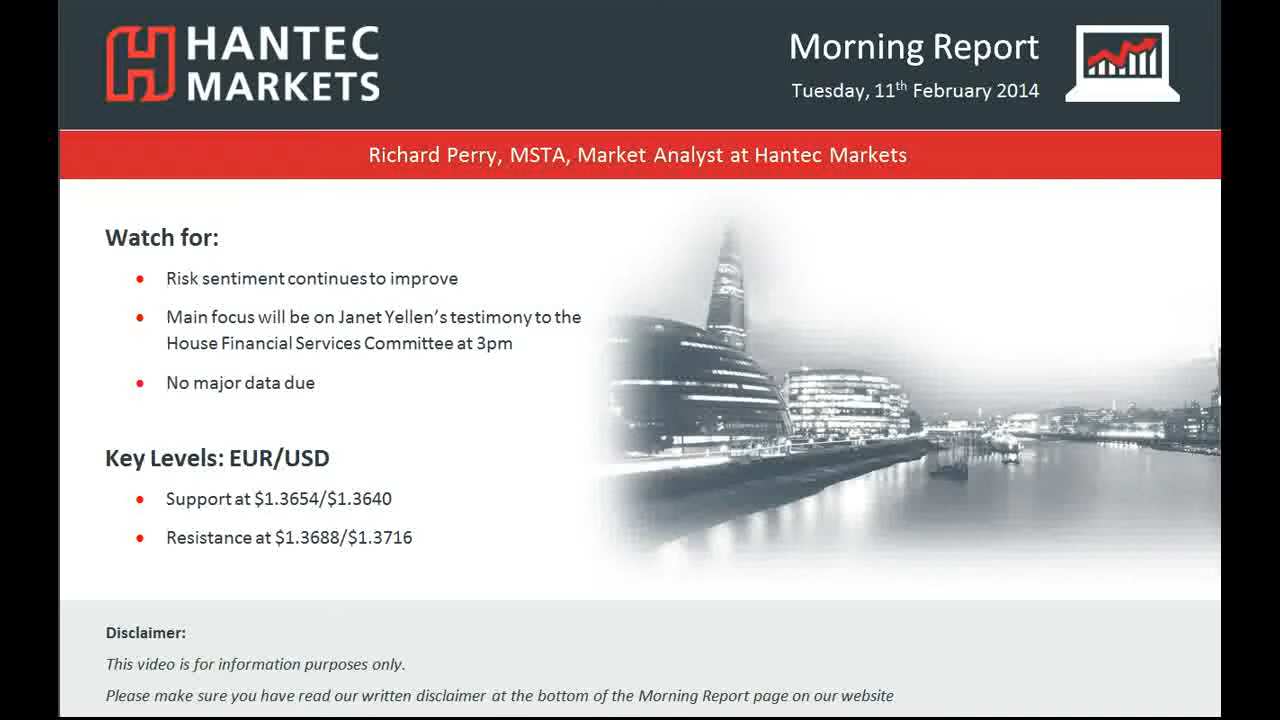 HANTEC
MARKETS
Morning Report
Tuesday, 11th February 2014
Richard Perry, MSTA, Market Analyst at Hantec Markets
Watch for:
• Risk sentiment continues to improve
• Main focus will be on Janet Yellen's testimony to the
House Financial Services Committee at 3pm
• No major data due
Key Levels: EUR/USD
• Support at $1.3654/$1.3640
• Resistance at $1.3688/$1.3716
Disclaimer:
This video is for information purposes only.
Please make sure you have read our written disclaimer at the bottom of the Morning Report page on our website